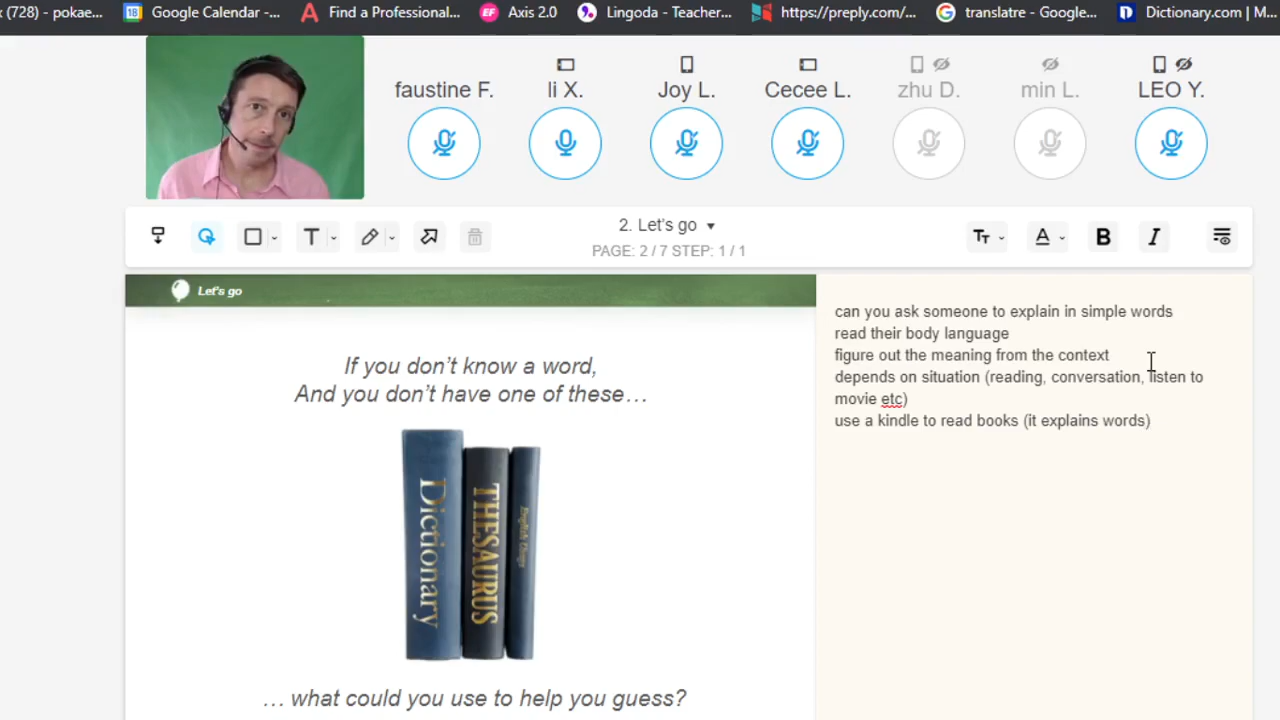 (728) - pokae...
Google Calendar -...
Find a Professional...
Axis 2.0
Lingoda - Teacher...
https://preply.com/...
translatre - Google...
Dictionary.com | M...
faustine F.
li X.
Joy L.
Cecee L.
zhu D.
min L.
LEO Y.
2. Let's go
PAGE: 2 / 7 STEP: 1 / 1
Let's go
If you don't know a word,
And you don't have one of these…
Dictionary
THESAURUS
… what could you use to help you guess?
can you ask someone to explain in simple words
read their body language
figure out the meaning from the context
depends on situation (reading, conversation, listen to
movie etc)
use a kindle to read books (it explains words)